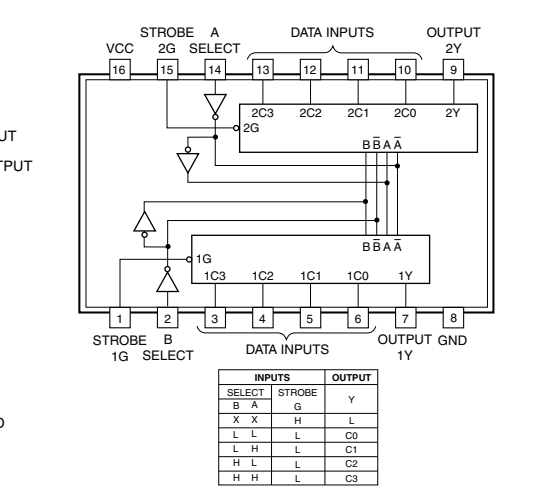 STROBE A DATA INPUTS OUTPUT
VCC 2G SELECT 2Y
16 15 14 13 12 11 10 9
2C3 2C2 2C1 2C0 2Y
2G
B B̅ A A̅
UT
TPUT
B B̅ A A̅
1G
1C3 1C2 1C1 1C0 1Y
1 2 3 4 5 6 7 8
STROBE B DATA INPUTS OUTPUT GND
1G SELECT 1Y
INPUTS OUTPUT
SELECT STROBE Y
B A G
X X H L
L L L C0
L H L C1
H L L C2
H H L C3